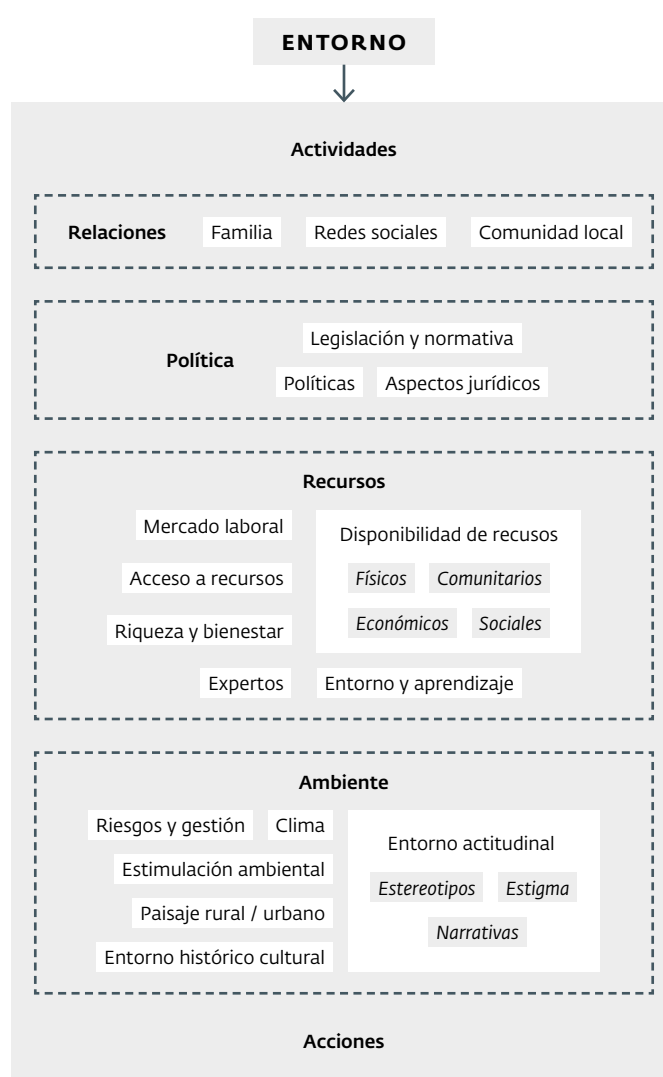 ENTORNO
Actividades
Relaciones Familia Redes sociales Comunidad local
Legislación y normativa
Política
Políticas Aspectos jurídicos
Recursos
Mercado laboral
Disponibilidad de recusos
Acceso a recursos
Físicos Comunitarios
Riqueza y bienestar
Económicos Sociales
Expertos Entorno y aprendizaje
Ambiente
Riesgos y gestión Clima
Entorno actitudinal
Estimulación ambiental
Estereotipos Estigma
Paisaje rural / urbano
Narrativas
Entorno histórico cultural
Acciones